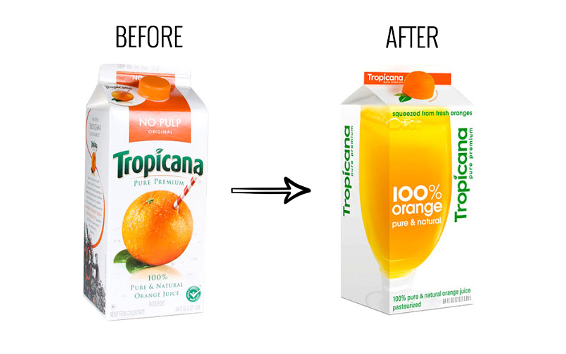 BEFORE
AFTER
NO PULP
ORIGINAL
Tropicana
PURE PREMIUM
100%
PURE & NATURAL
ORANGE JUICE
Tropicana
squeezed from fresh oranges
Tropicana
pure premium
100%
orange
pure & natural
Tropicana
pure premium
100% pure & natural orange juice
pasteurized